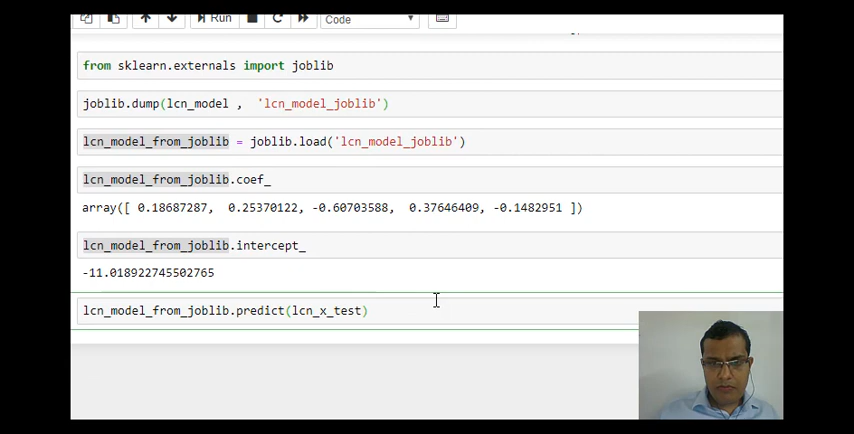 Run
Code
from sklearn.externals import joblib
joblib.dump(lcn_model , 'lcn_model_joblib')
lcn_model_from_joblib = joblib.load('lcn_model_joblib')
lcn_model_from_joblib.coef_
array([ 0.18687287, 0.25370122, -0.60703588, 0.37646409, -0.1482951 ])
lcn_model_from_joblib.intercept_
-11.018922745502765
lcn_model_from_joblib.predict(lcn_x_test)